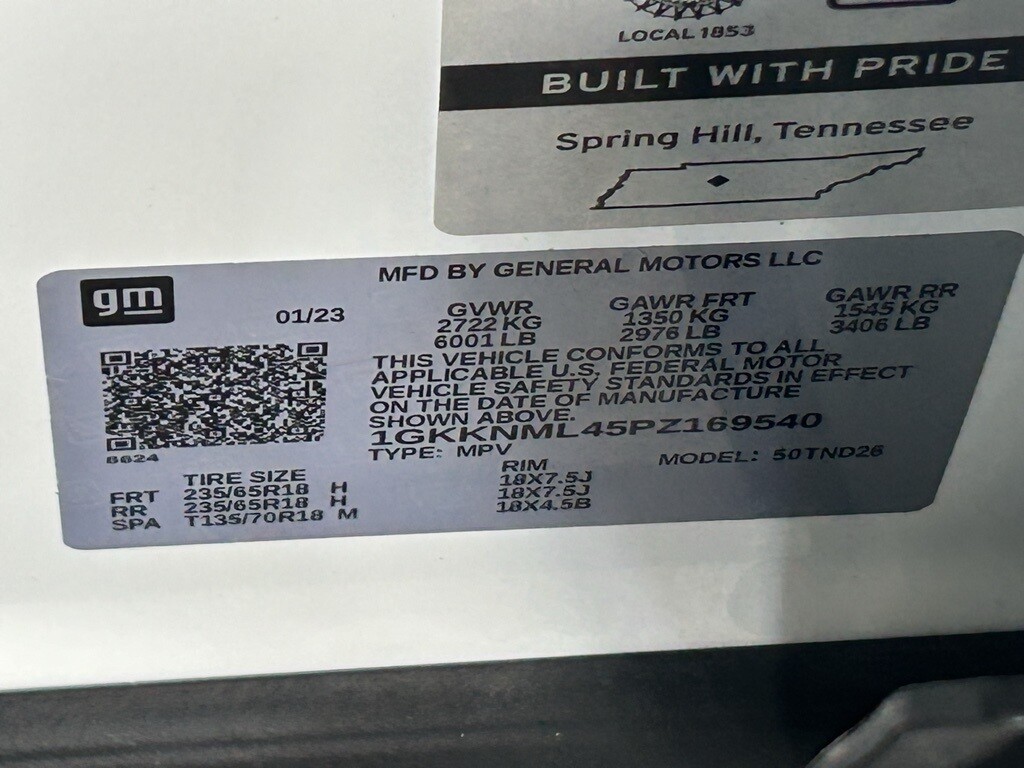 LOCAL 1853
BUILT WITH PRIDE
Spring Hill, Tennessee
MFD BY GENERAL MOTORS LLC
gm
01/23
GVWR
2722 KG
6001 LB
GAWR FRT
1350 KG
2976 LB
GAWR RR
1545 KG
3406 LB
THIS VEHICLE CONFORMS TO ALL
APPLICABLE U.S. FEDERAL MOTOR
VEHICLE SAFETY STANDARDS IN EFFECT
ON THE DATE OF MANUFACTURE
SHOWN ABOVE.
1GKKNML45PZ169540
TYPE: MPV
MODEL: 50TND26
8624
TIRE SIZE
RIM
FRT 235/65R18 H 18X7.5J
RR 235/65R18 H 18X7.5J
SPA T135/70R18 M 18X4.5B